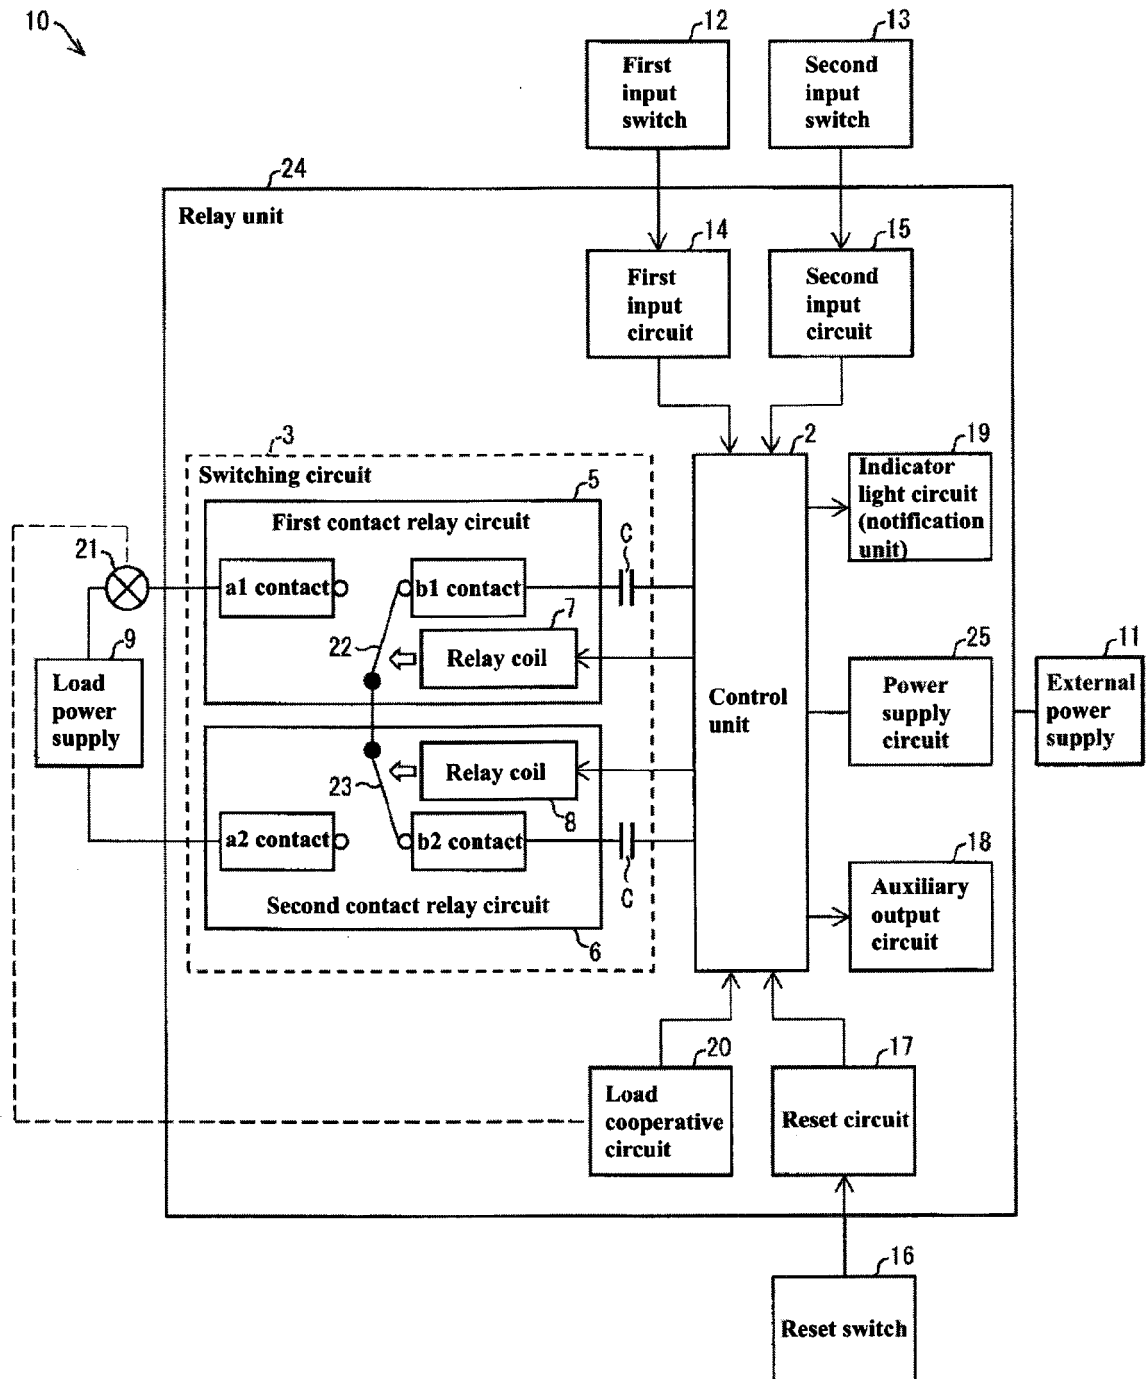 10
12
13
First
input
switch
Second
input
switch
24
Relay unit
14
15
First
input
circuit
Second
input
circuit
3
Switching circuit
2
19
Indicator
light circuit
(notification
unit)
5
First contact relay circuit
C
21
a1 contact
b1 contact
7
22
Relay coil
9
Load
power
supply
Control
unit
25
Power
supply
circuit
11
External
power
supply
23
Relay coil
8
a2 contact
b2 contact
C
Second contact relay circuit
6
18
Auxiliary
output
circuit
20
Load
cooperative
circuit
17
Reset circuit
16
Reset switch